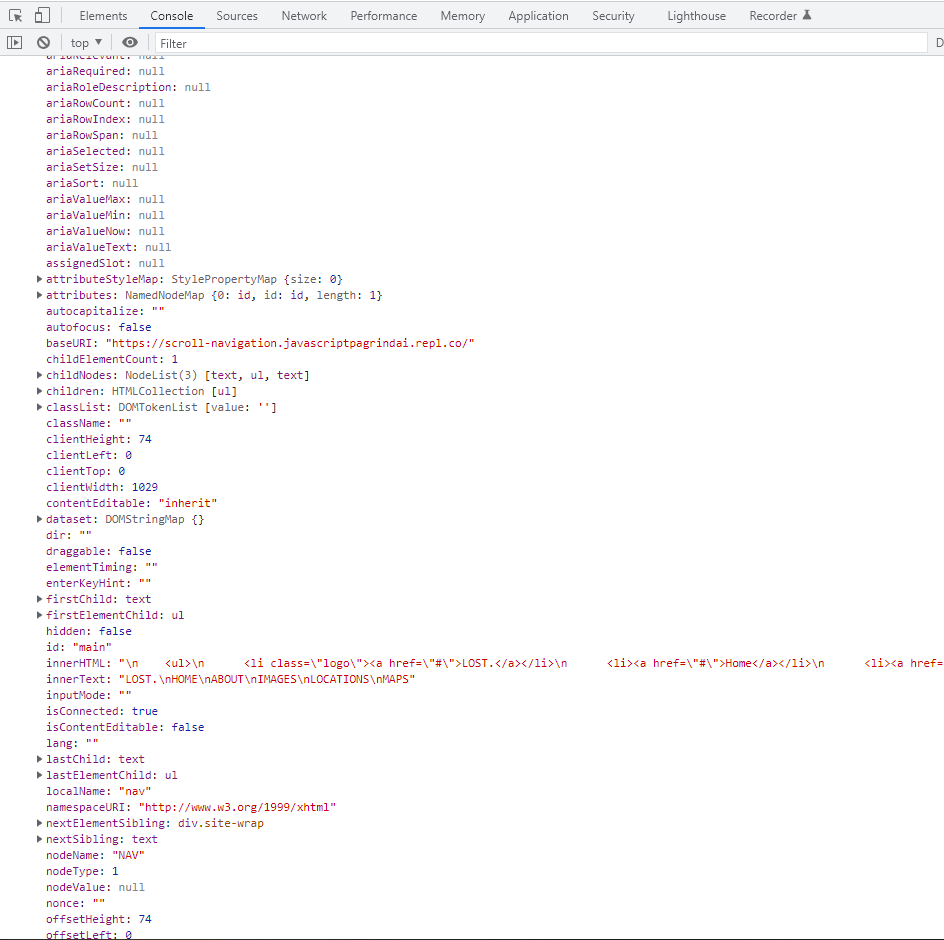 Elements Console Sources Network Performance Memory Application Security Lighthouse Recorder
top ▼ Filter D
ariaRelevant: null
ariaRequired: null
ariaRoleDescription: null
ariaRowCount: null
ariaRowIndex: null
ariaRowSpan: null
ariaSelected: null
ariaSetSize: null
ariaSort: null
ariaValueMax: null
ariaValueMin: null
ariaValueNow: null
ariaValueText: null
assignedSlot: null
▶ attributeStyleMap: StylePropertyMap {size: 0}
▶ attributes: NamedNodeMap {0: id, id: id, length: 1}
autocapitalize: ""
autofocus: false
baseURI: "https://scroll-navigation.javascriptpagrindai.repl.co/"
childElementCount: 1
▶ childNodes: NodeList(3) [text, ul, text]
▶ children: HTMLCollection [ul]
▶ classList: DOMTokenList [value: '']
className: ""
clientHeight: 74
clientLeft: 0
clientTop: 0
clientWidth: 1029
contentEditable: "inherit"
▶ dataset: DOMStringMap {}
dir: ""
draggable: false
elementTiming: ""
enterKeyHint: ""
▶ firstChild: text
▶ firstElementChild: ul
hidden: false
id: "main"
innerHTML: "\n    <ul>\n      <li class=\"logo\"><a href=\"#\">LOST.</a></li>\n      <li><a href=\"#\">Home</a></li>\n      <li><a href=
innerText: "LOST.\nHOME\nABOUT\nIMAGES\nLOCATIONS\nMAPS"
inputMode: ""
isConnected: true
isContentEditable: false
lang: ""
▶ lastChild: text
▶ lastElementChild: ul
localName: "nav"
namespaceURI: "http://www.w3.org/1999/xhtml"
▶ nextElementSibling: div.site-wrap
▶ nextSibling: text
nodeName: "NAV"
nodeType: 1
nodeValue: null
nonce: ""
offsetHeight: 74
offsetLeft: 0